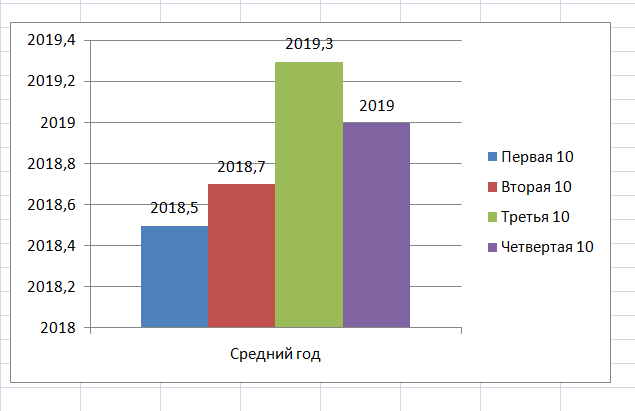 2019,4
2019,2
2019
2018,8
2018,6
2018,4
2018,2
2018
2018,5
2018,7
2019,3
2019
Средний год
Первая 10
Вторая 10
Третья 10
Четвертая 10